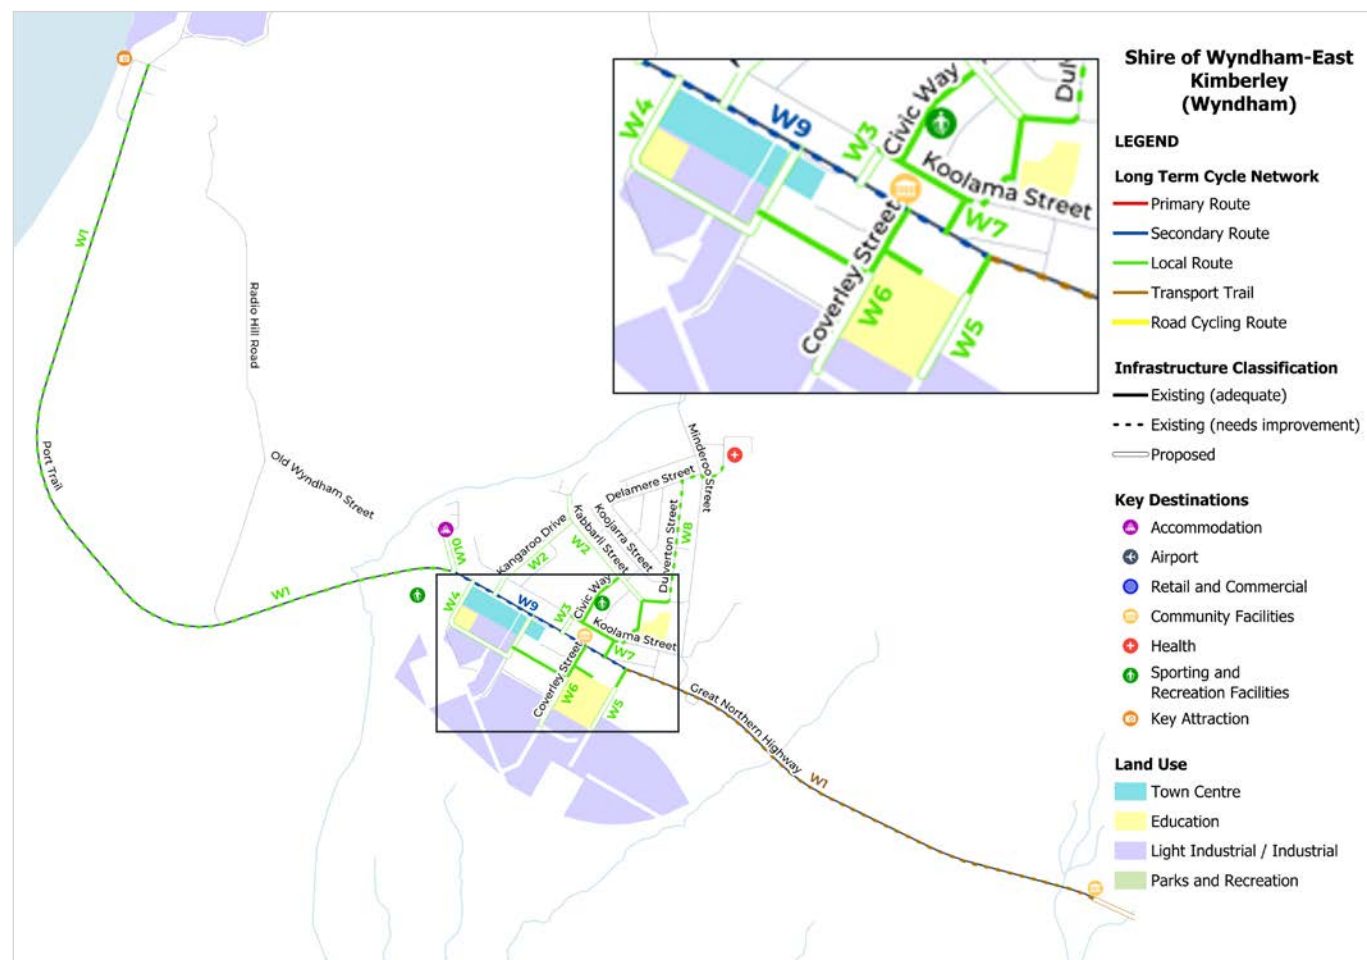 Shire of Wyndham-East
Kimberley
(Wyndham)
LEGEND
Long Term Cycle Network
Primary Route
Secondary Route
Local Route
Transport Trail
Road Cycling Route
Infrastructure Classification
Existing (adequate)
Existing (needs improvement)
Proposed
Key Destinations
Accommodation
Airport
Retail and Commercial
Community Facilities
Health
Sporting and
Recreation Facilities
Key Attraction
Land Use
Town Centre
Education
Light Industrial / Industrial
Parks and Recreation
W4
W9
W3
Civic Way
Dul
Koolama Street
W7
Coverley Street
W6
W5
W1
Radio Hill Road
Port Trail
Old Wyndham Street
W1
W10
Kangaroo Drive
W2
W2
Kabbarli Street
Koojarra Street
Delamere Street
Minderoo Street
Dulverton Street
W8
W4
W9
W3
Civic Way
Koolama Street
W7
Coverley Street
W6
W5
Great Northern Highway
W1